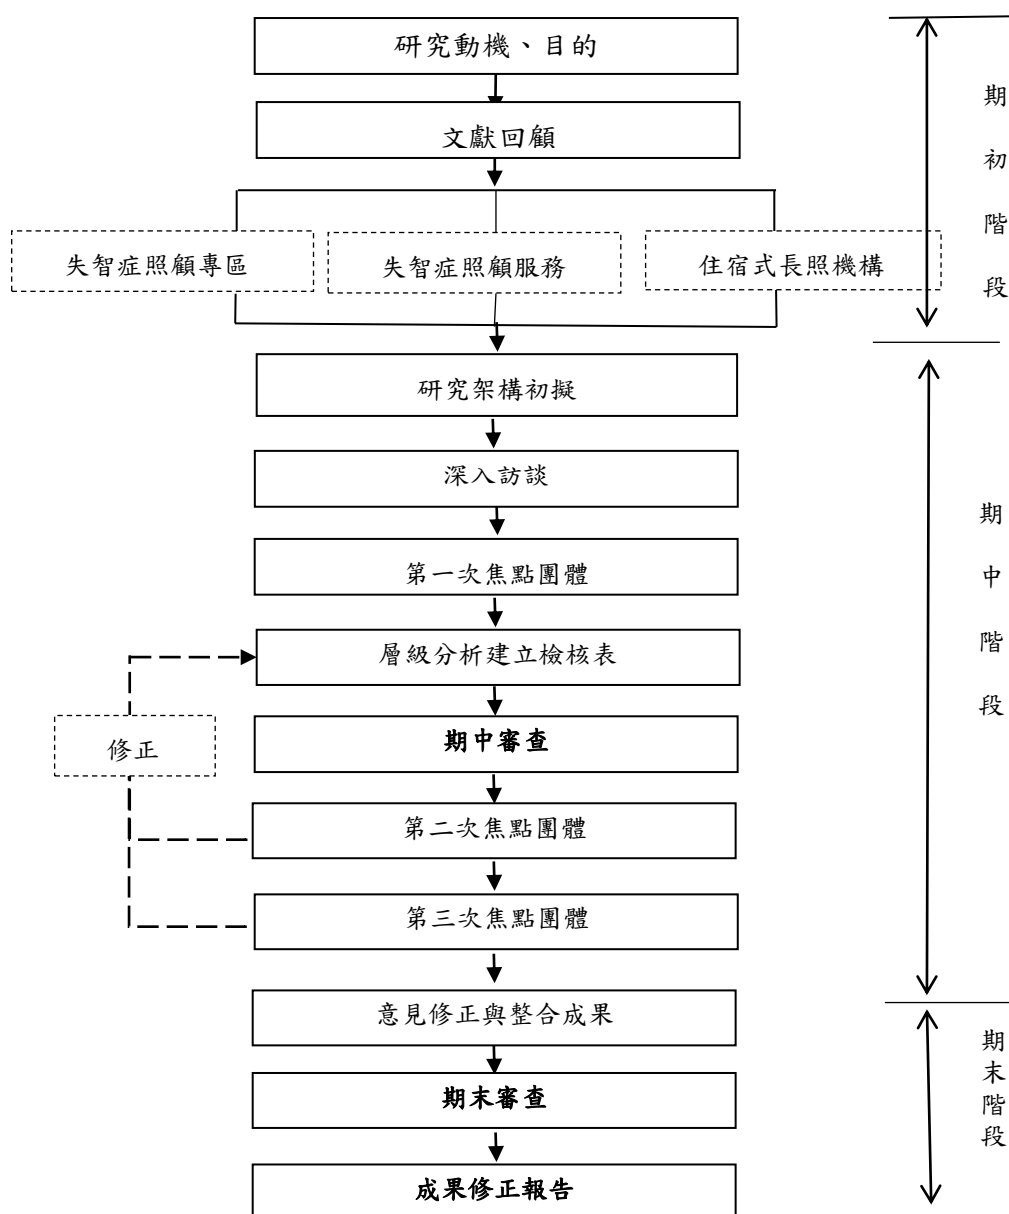 研究動機、目的
文獻回顧
失智症照顧專區
失智症照顧服務
住宿式長照機構
期初階段
研究架構初擬
深入訪談
第一次焦點團體
層級分析建立檢核表
期中審查
修正
第二次焦點團體
第三次焦點團體
期中階段
意見修正與整合成果
期末審查
成果修正報告
期末階段